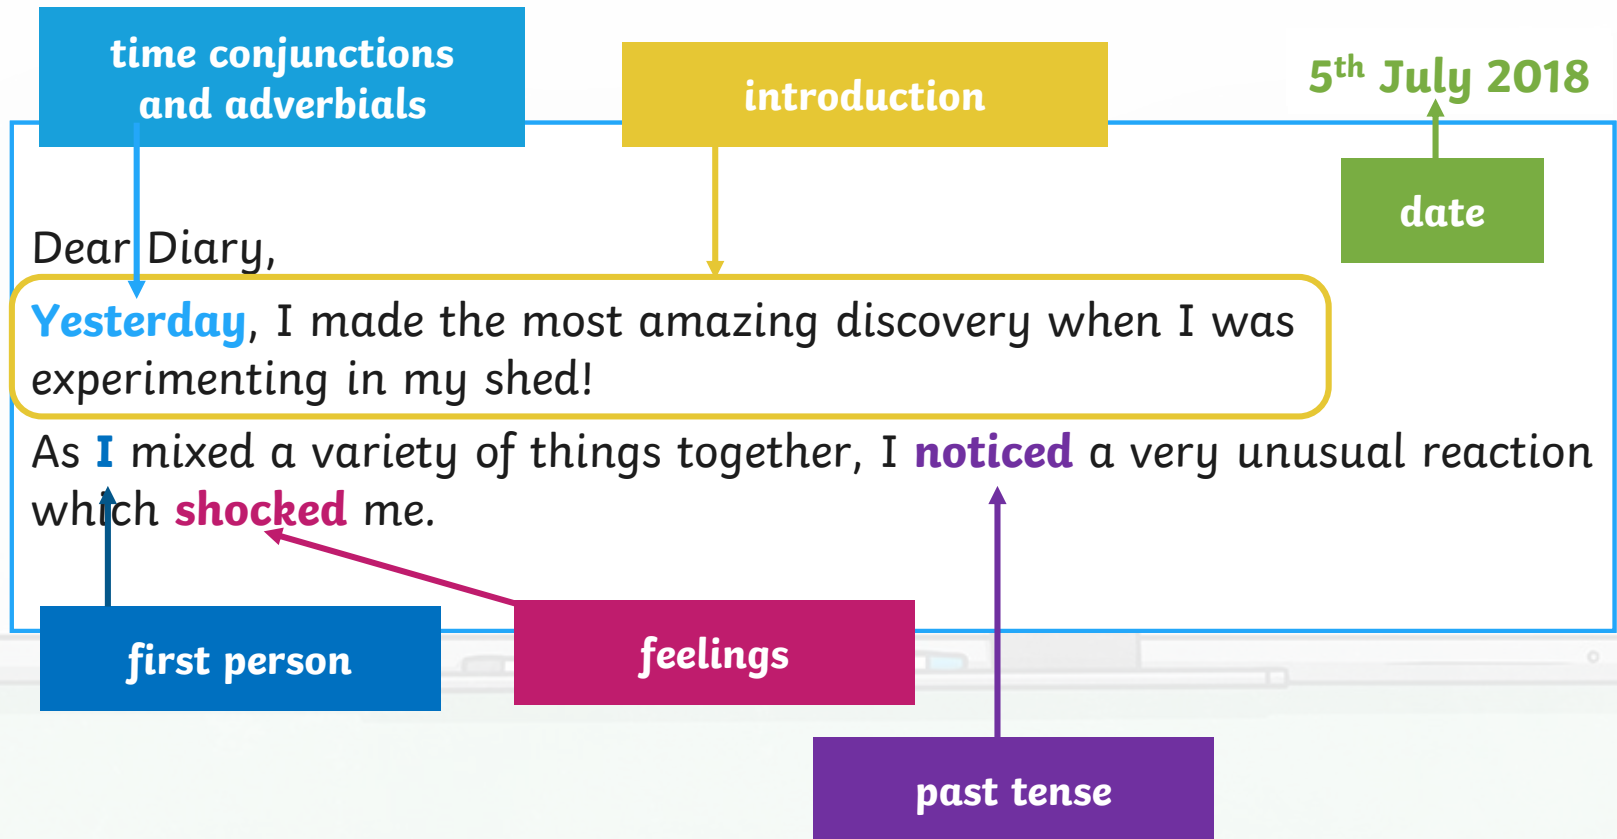 time conjunctions
and adverbials
introduction
5th July 2018
date
Dear Diary,
Yesterday, I made the most amazing discovery when I was
experimenting in my shed!
As I mixed a variety of things together, I noticed a very unusual reaction
which shocked me.
first person
feelings
past tense